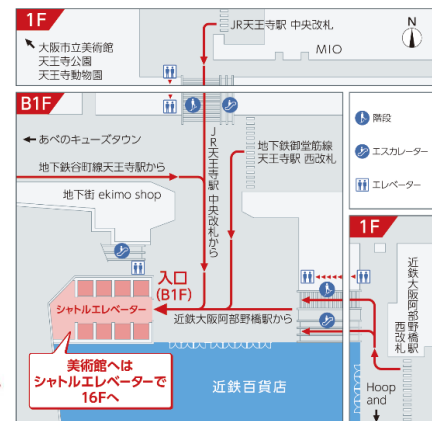 1F
JR天王寺駅 中央改札
N
大阪市立美術館
天王寺公園
天王寺動物園
MIO
B1F
あべのキューズタウン
地下鉄谷町線天王寺駅から
地下街 ekimo shop
JR天王寺駅 中央改札から
地下鉄御堂筋線
天王寺駅 西改札
階段
エスカレーター
エレベーター
入口
(B1F)
シャトルエレベーター
近鉄大阪阿部野橋駅から
美術館へは
シャトルエレベーターで
16Fへ
近鉄百貨店
1F
近鉄大阪阿部野橋駅
西改札
Hoop
and